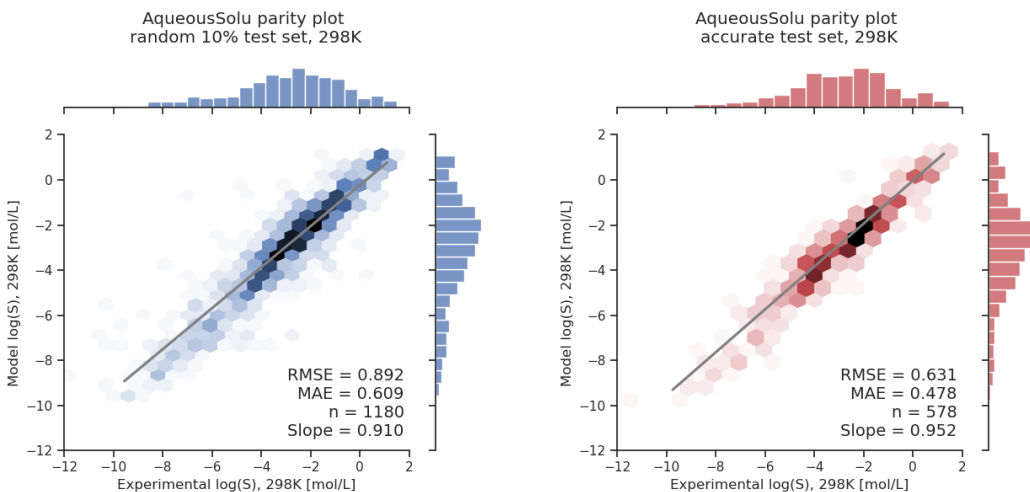 AqueousSolu parity plot
random 10% test set, 298K
2
0
−2
−4
−6
−8
−10
−12
Model log(S), 298K [mol/L]
RMSE = 0.892
MAE = 0.609
n = 1180
Slope = 0.910
−12 −10 −8 −6 −4 −2 0 2
Experimental log(S), 298K [mol/L]
AqueousSolu parity plot
accurate test set, 298K
2
0
−2
−4
−6
−8
−10
−12
Model log(S), 298K [mol/L]
RMSE = 0.631
MAE = 0.478
n = 578
Slope = 0.952
−12 −10 −8 −6 −4 −2 0 2
Experimental log(S), 298K [mol/L]